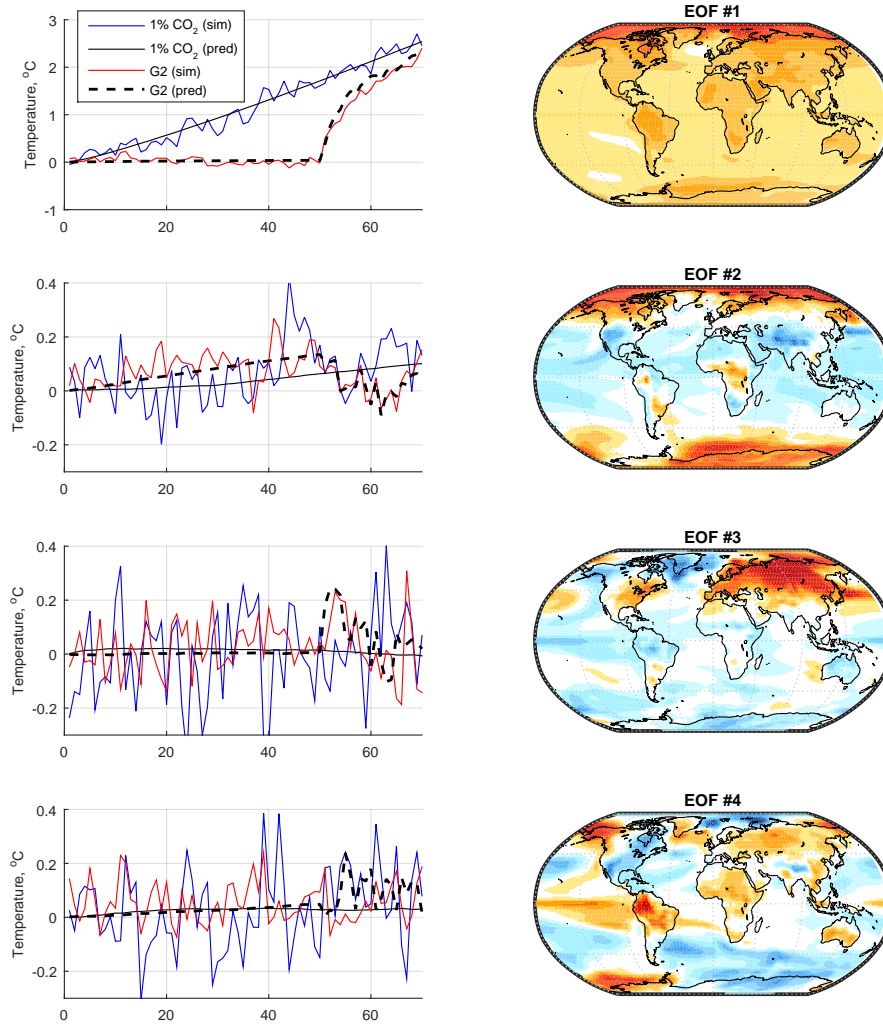 EOF #1
3
2
1
0
-1
Temperature, °C
1% CO2 (sim)
1% CO2 (pred)
G2 (sim)
G2 (pred)
0
20
40
60
EOF #2
0.4
0.2
0
-0.2
Temperature, °C
0
20
40
60
EOF #3
0.4
0.2
0
-0.2
Temperature, °C
0
20
40
60
EOF #4
0.4
0.2
0
-0.2
Temperature, °C
0
20
40
60